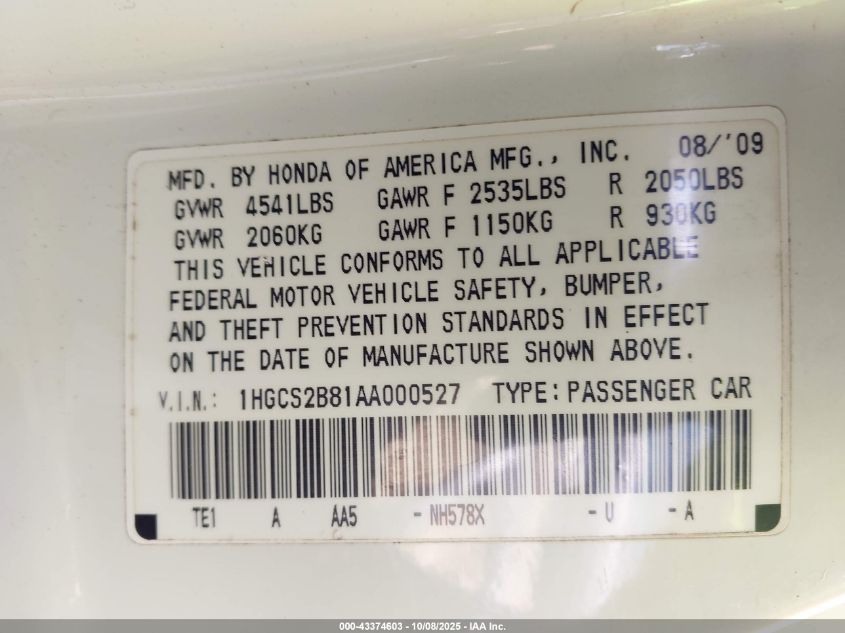 MFD. BY HONDA OF AMERICA MFG., INC. 08/'09
GVWR 4541LBS GAWR F 2535LBS R 2050LBS
GVWR 2060KG GAWR F 1150KG R 930KG
THIS VEHICLE CONFORMS TO ALL APPLICABLE
FEDERAL MOTOR VEHICLE SAFETY, BUMPER,
AND THEFT PREVENTION STANDARDS IN EFFECT
ON THE DATE OF MANUFACTURE SHOWN ABOVE.
V.I.N.: 1HGCS2B81AA000527 TYPE: PASSENGER CAR
TE1 A AA5 - NH578X - U - A
000-43374603 - 10/08/2025 - IAA Inc.